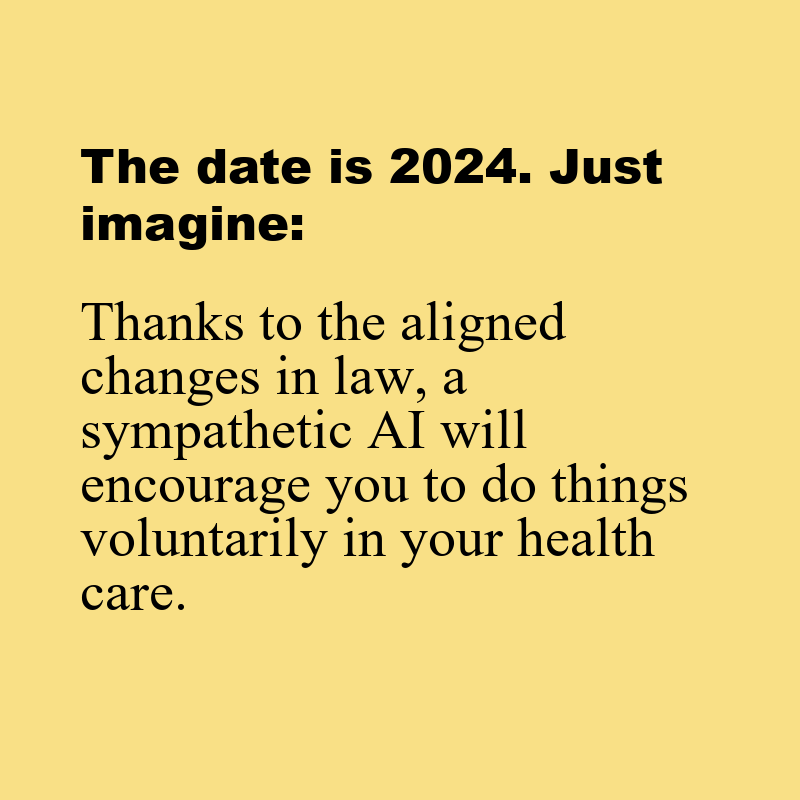 The date is 2024. Just
imagine:
Thanks to the aligned
changes in law, a
sympathetic AI will
encourage you to do things
voluntarily in your health
care.